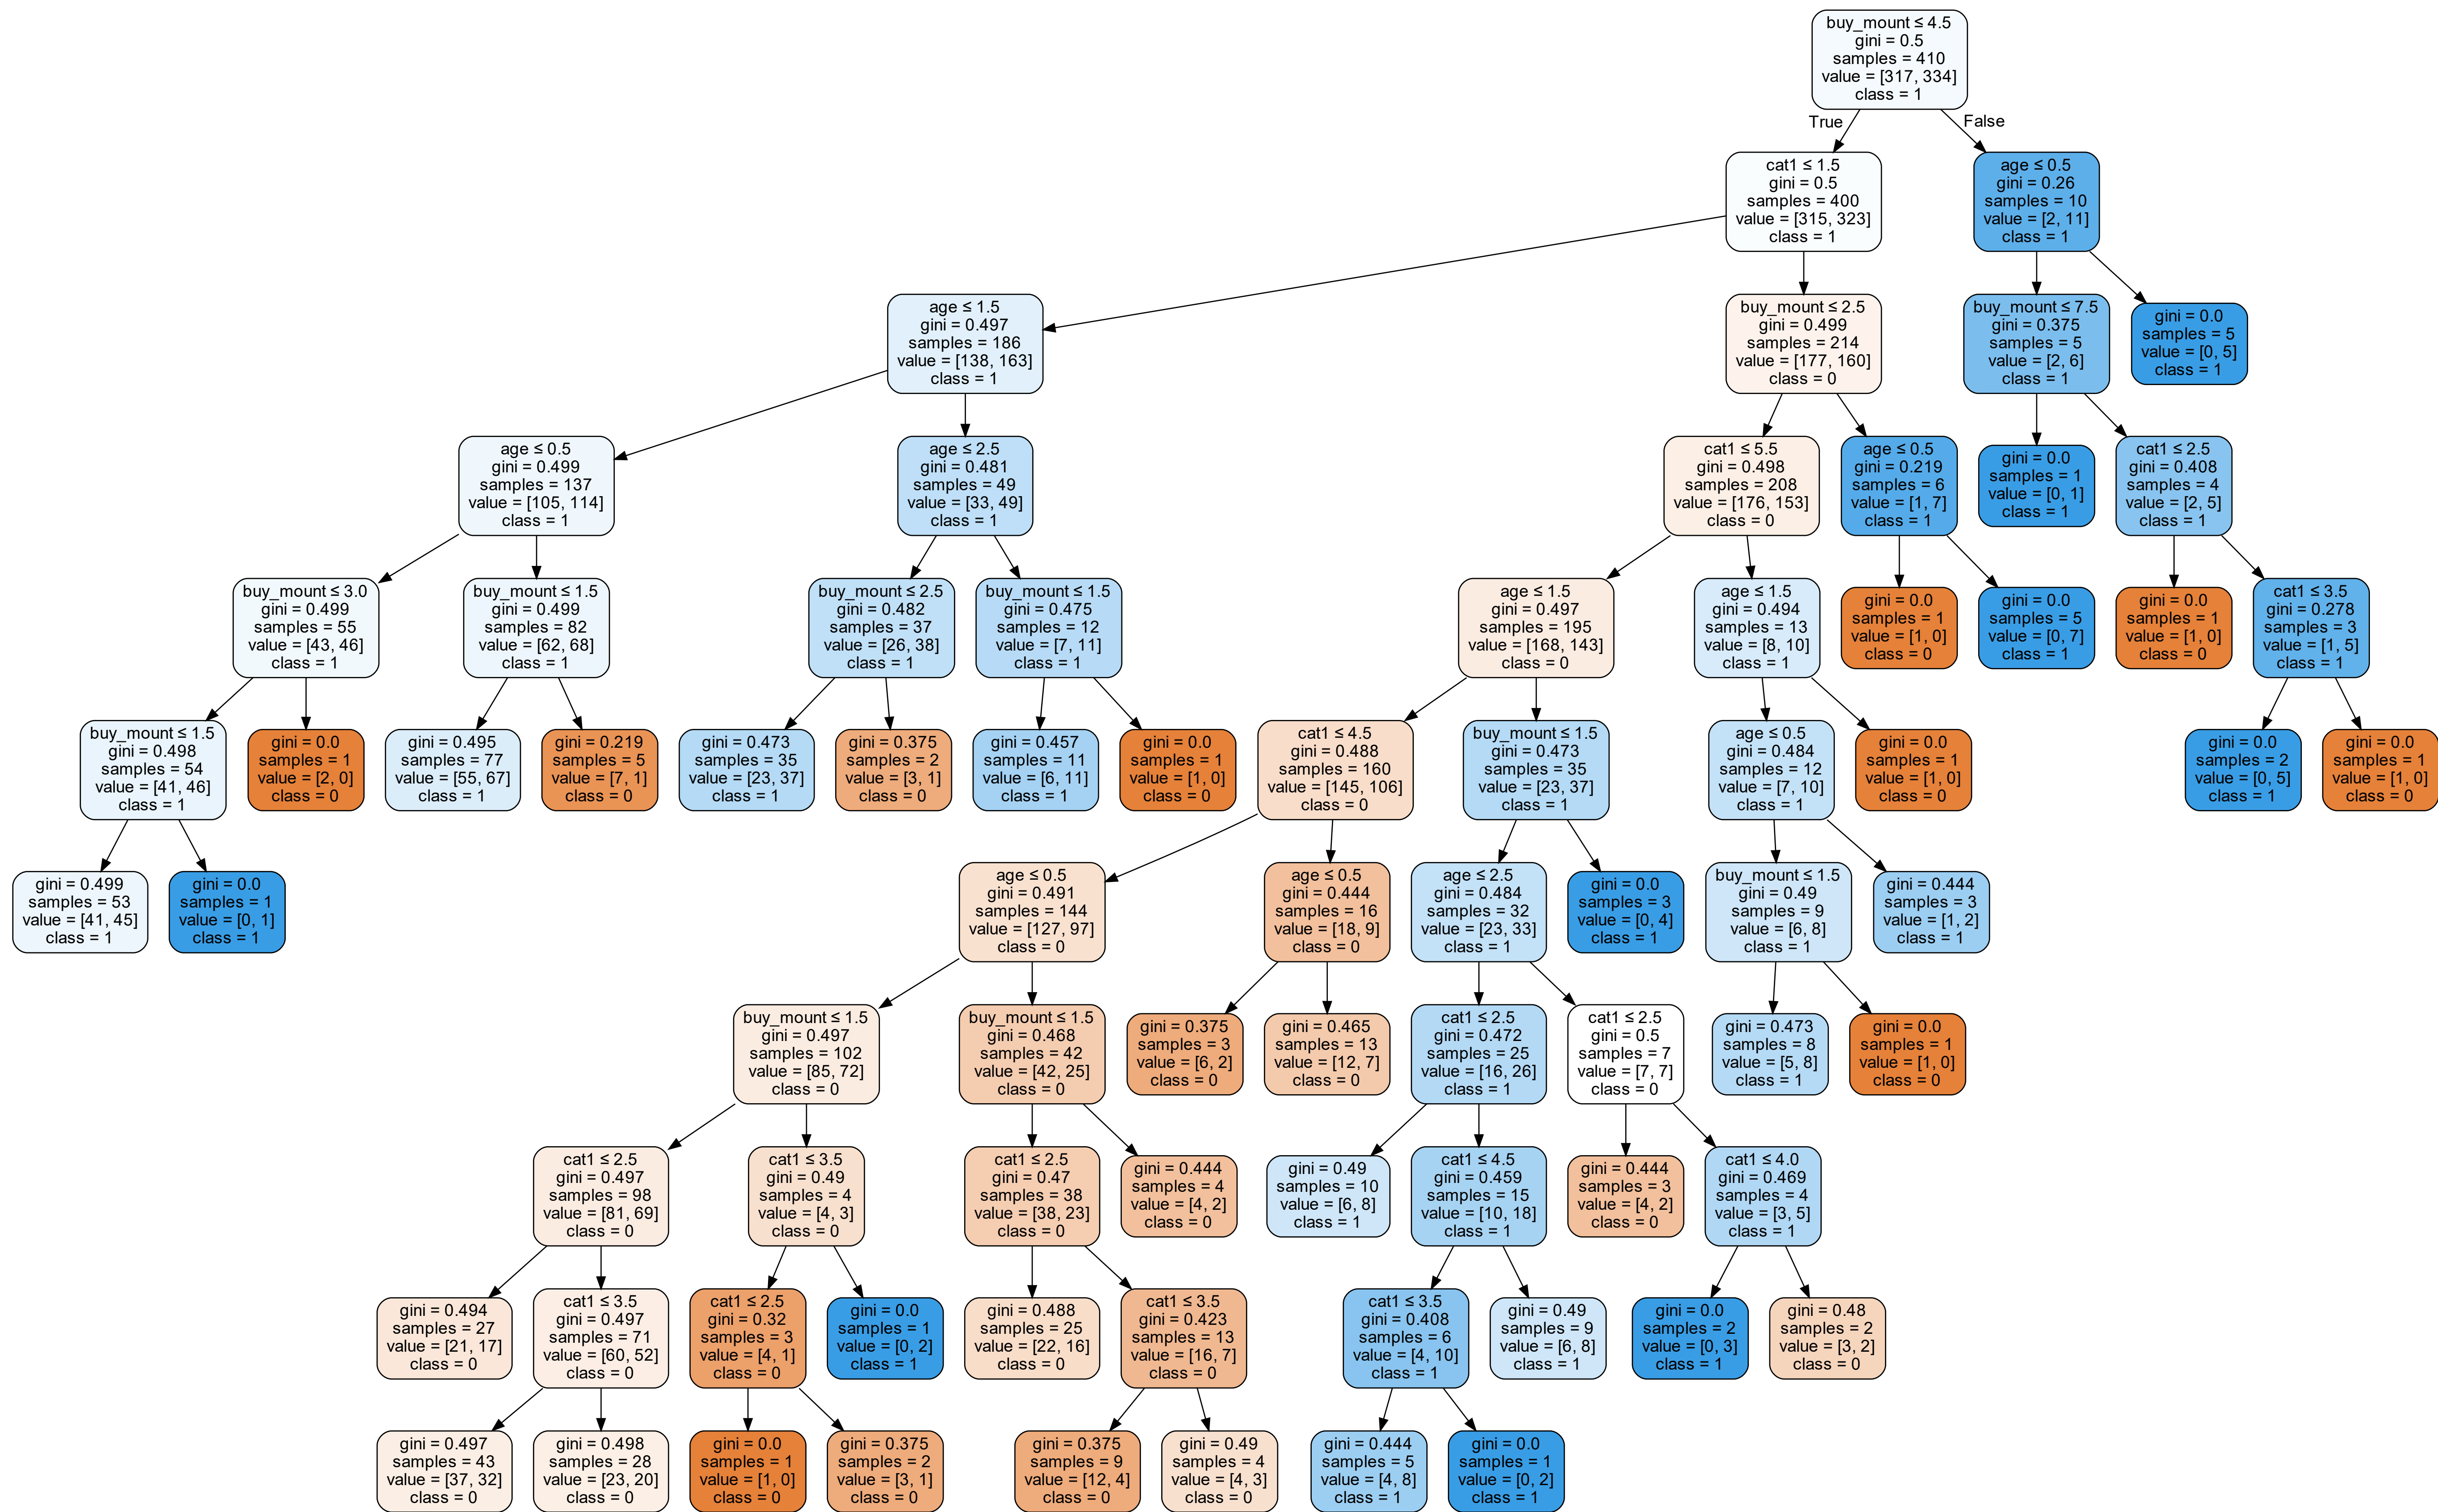 buy_mount ≤ 4.5
gini = 0.5
samples = 410
value = [317, 334]
class = 1
True
False
cat1 ≤ 1.5
gini = 0.5
samples = 400
value = [315, 323]
class = 1
age ≤ 0.5
gini = 0.26
samples = 10
value = [2, 11]
class = 1
age ≤ 1.5
gini = 0.497
samples = 186
value = [138, 163]
class = 1
buy_mount ≤ 2.5
gini = 0.499
samples = 214
value = [177, 160]
class = 0
buy_mount ≤ 7.5
gini = 0.375
samples = 5
value = [2, 6]
class = 1
gini = 0.0
samples = 5
value = [0, 5]
class = 1
age ≤ 0.5
gini = 0.499
samples = 137
value = [105, 114]
class = 1
age ≤ 2.5
gini = 0.481
samples = 49
value = [33, 49]
class = 1
cat1 ≤ 5.5
gini = 0.498
samples = 208
value = [176, 153]
class = 0
age ≤ 0.5
gini = 0.219
samples = 6
value = [1, 7]
class = 1
gini = 0.0
samples = 1
value = [0, 1]
class = 1
cat1 ≤ 2.5
gini = 0.408
samples = 4
value = [2, 5]
class = 1
buy_mount ≤ 3.0
gini = 0.499
samples = 55
value = [43, 46]
class = 1
buy_mount ≤ 1.5
gini = 0.499
samples = 82
value = [62, 68]
class = 1
buy_mount ≤ 2.5
gini = 0.482
samples = 37
value = [26, 38]
class = 1
buy_mount ≤ 1.5
gini = 0.475
samples = 12
value = [7, 11]
class = 1
age ≤ 1.5
gini = 0.497
samples = 195
value = [168, 143]
class = 0
age ≤ 1.5
gini = 0.494
samples = 13
value = [8, 10]
class = 1
gini = 0.0
samples = 1
value = [1, 0]
class = 0
gini = 0.0
samples = 5
value = [0, 7]
class = 1
gini = 0.0
samples = 1
value = [1, 0]
class = 0
cat1 ≤ 3.5
gini = 0.278
samples = 3
value = [1, 5]
class = 1
buy_mount ≤ 1.5
gini = 0.498
samples = 54
value = [41, 46]
class = 1
gini = 0.0
samples = 1
value = [2, 0]
class = 0
gini = 0.495
samples = 77
value = [55, 67]
class = 1
gini = 0.219
samples = 5
value = [7, 1]
class = 0
gini = 0.473
samples = 35
value = [23, 37]
class = 1
gini = 0.375
samples = 2
value = [3, 1]
class = 0
gini = 0.457
samples = 11
value = [6, 11]
class = 1
gini = 0.0
samples = 1
value = [1, 0]
class = 0
cat1 ≤ 4.5
gini = 0.488
samples = 160
value = [145, 106]
class = 0
buy_mount ≤ 1.5
gini = 0.473
samples = 35
value = [23, 37]
class = 1
age ≤ 0.5
gini = 0.484
samples = 12
value = [7, 10]
class = 1
gini = 0.0
samples = 1
value = [1, 0]
class = 0
gini = 0.0
samples = 2
value = [0, 5]
class = 1
gini = 0.0
samples = 1
value = [1, 0]
class = 0
gini = 0.499
samples = 53
value = [41, 45]
class = 1
gini = 0.0
samples = 1
value = [0, 1]
class = 1
age ≤ 0.5
gini = 0.491
samples = 144
value = [127, 97]
class = 0
age ≤ 0.5
gini = 0.444
samples = 16
value = [18, 9]
class = 0
age ≤ 2.5
gini = 0.484
samples = 32
value = [23, 33]
class = 1
gini = 0.0
samples = 3
value = [0, 4]
class = 1
buy_mount ≤ 1.5
gini = 0.49
samples = 9
value = [6, 8]
class = 1
gini = 0.444
samples = 3
value = [1, 2]
class = 1
buy_mount ≤ 1.5
gini = 0.497
samples = 102
value = [85, 72]
class = 0
buy_mount ≤ 1.5
gini = 0.468
samples = 42
value = [42, 25]
class = 0
gini = 0.375
samples = 3
value = [6, 2]
class = 0
gini = 0.465
samples = 13
value = [12, 7]
class = 0
cat1 ≤ 2.5
gini = 0.472
samples = 25
value = [16, 26]
class = 1
cat1 ≤ 2.5
gini = 0.5
samples = 7
value = [7, 7]
class = 0
gini = 0.473
samples = 8
value = [5, 8]
class = 1
gini = 0.0
samples = 1
value = [1, 0]
class = 0
cat1 ≤ 2.5
gini = 0.497
samples = 98
value = [81, 69]
class = 0
cat1 ≤ 3.5
gini = 0.49
samples = 4
value = [4, 3]
class = 0
cat1 ≤ 2.5
gini = 0.47
samples = 38
value = [38, 23]
class = 0
gini = 0.444
samples = 4
value = [4, 2]
class = 0
gini = 0.49
samples = 10
value = [6, 8]
class = 1
cat1 ≤ 4.5
gini = 0.459
samples = 15
value = [10, 18]
class = 1
gini = 0.444
samples = 3
value = [4, 2]
class = 0
cat1 ≤ 4.0
gini = 0.469
samples = 4
value = [3, 5]
class = 1
gini = 0.494
samples = 27
value = [21, 17]
class = 0
cat1 ≤ 3.5
gini = 0.497
samples = 71
value = [60, 52]
class = 0
cat1 ≤ 2.5
gini = 0.32
samples = 3
value = [4, 1]
class = 0
gini = 0.0
samples = 1
value = [0, 2]
class = 1
gini = 0.488
samples = 25
value = [22, 16]
class = 0
cat1 ≤ 3.5
gini = 0.423
samples = 13
value = [16, 7]
class = 0
cat1 ≤ 3.5
gini = 0.408
samples = 6
value = [4, 10]
class = 1
gini = 0.49
samples = 9
value = [6, 8]
class = 1
gini = 0.0
samples = 2
value = [0, 3]
class = 1
gini = 0.48
samples = 2
value = [3, 2]
class = 0
gini = 0.497
samples = 43
value = [37, 32]
class = 0
gini = 0.498
samples = 28
value = [23, 20]
class = 0
gini = 0.0
samples = 1
value = [1, 0]
class = 0
gini = 0.375
samples = 2
value = [3, 1]
class = 0
gini = 0.375
samples = 9
value = [12, 4]
class = 0
gini = 0.49
samples = 4
value = [4, 3]
class = 0
gini = 0.444
samples = 5
value = [4, 8]
class = 1
gini = 0.0
samples = 1
value = [0, 2]
class = 1